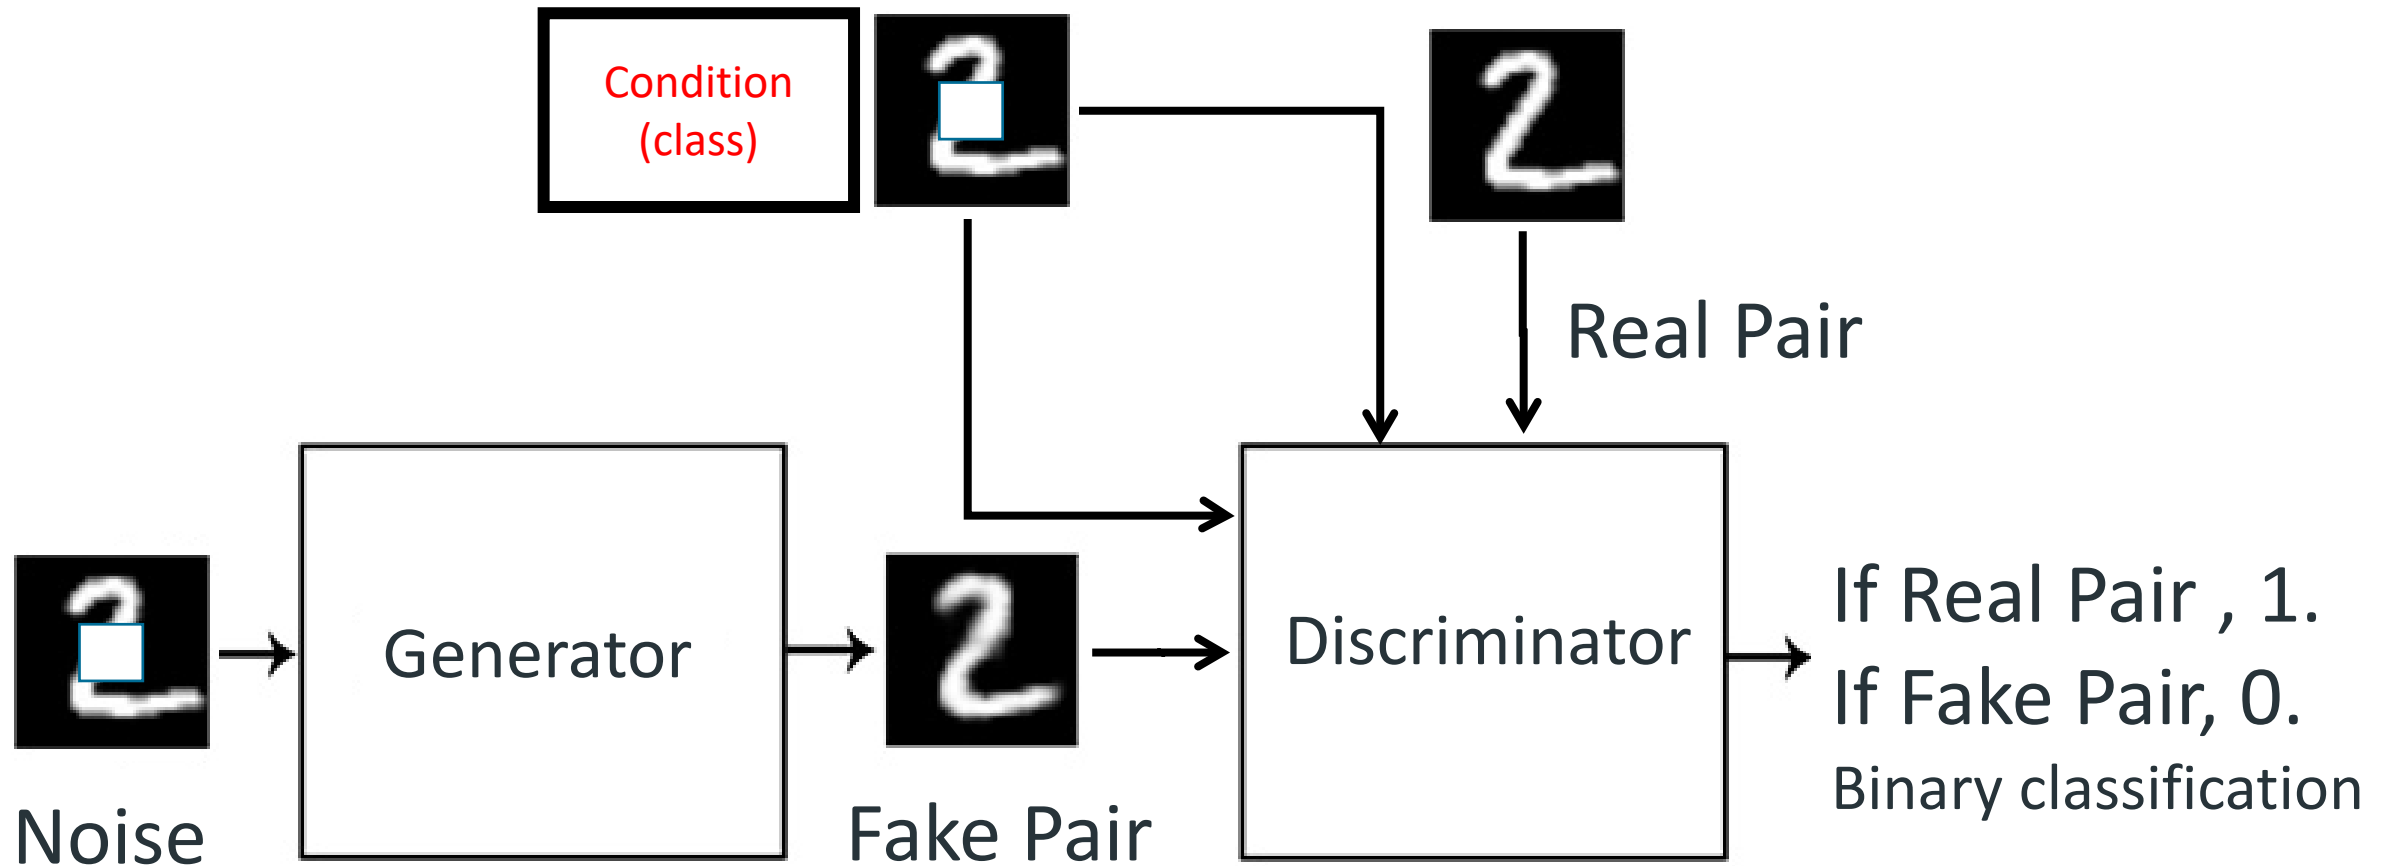 Condition
(class)
Real Pair
Generator
Discriminator
If Real Pair , 1.
If Fake Pair, 0.
Binary classification
Noise
Fake Pair